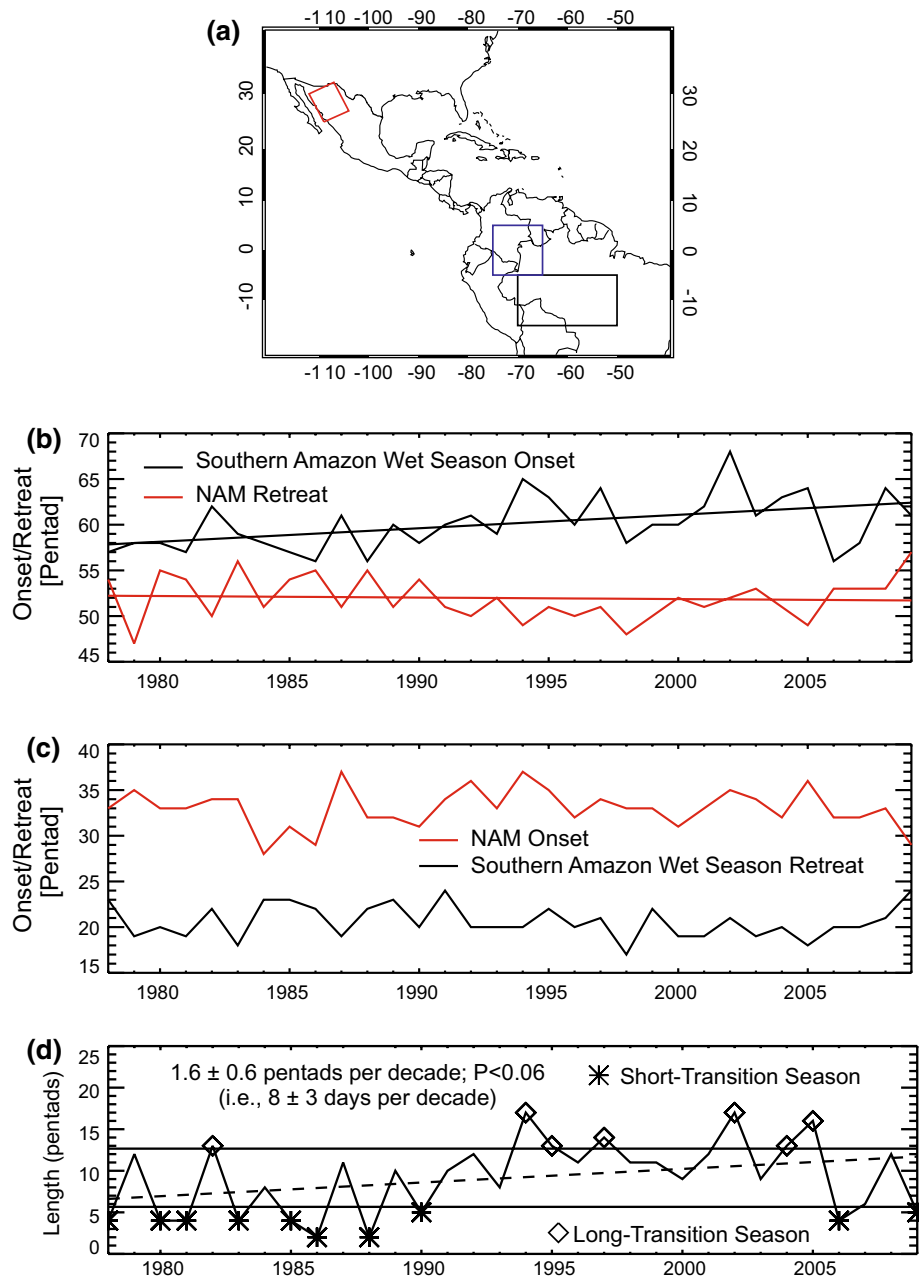 (a)
-110 -100 -90 -80 -70 -60 -50
30 30
20 20
10 10
0 0
-10 -10
-110 -100 -90 -80 -70 -60 -50
(b)
70
65
60
55
50
45
Onset/Retreat
[Pentad]
Southern Amazon Wet Season Onset
NAM Retreat
1980 1985 1990 1995 2000 2005
(c)
40
35
30
25
20
15
Onset/Retreat
[Pentad]
NAM Onset
Southern Amazon Wet Season Retreat
1980 1985 1990 1995 2000 2005
(d)
25
20
15
10
5
0
Length (pentads)
1.6 ± 0.6 pentads per decade; P<0.06
(i.e., 8 ± 3 days per decade)
Short-Transition Season
Long-Transition Season
1980 1985 1990 1995 2000 2005